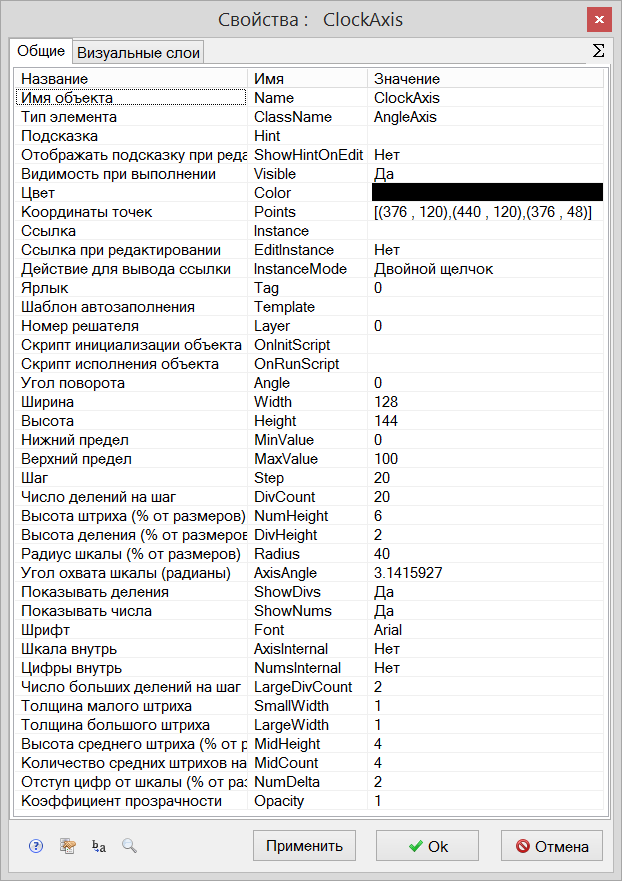 Свойства : ClockAxis
Общие Визуальные слои Σ
Название Имя Значение
Имя объекта Name ClockAxis
Тип элемента ClassName AngleAxis
Подсказка Hint
Отображать подсказку при реда ShowHintOnEdit Нет
Видимость при выполнении Visible Да
Цвет Color
Координаты точек Points [(376 , 120),(440 , 120),(376 , 48)]
Ссылка Instance
Ссылка при редактировании EditInstance Нет
Действие для вывода ссылки InstanceMode Двойной щелчок
Ярлык Tag 0
Шаблон автозаполнения Template
Номер решателя Layer 0
Скрипт инициализации объекта OnInitScript
Скрипт исполнения объекта OnRunScript
Угол поворота Angle 0
Ширина Width 128
Высота Height 144
Нижний предел MinValue 0
Верхний предел MaxValue 100
Шаг Step 20
Число делений на шаг DivCount 20
Высота штриха (% от размеров) NumHeight 6
Высота деления (% от размеров DivHeight 2
Радиус шкалы (% от размеров) Radius 40
Угол охвата шкалы (радианы) AxisAngle 3.1415927
Показывать деления ShowDivs Да
Показывать числа ShowNums Да
Шрифт Font Arial
Шкала внутрь AxisInternal Нет
Цифры внутрь NumsInternal Нет
Число больших делений на шаг LargeDivCount 2
Толщина малого штриха SmallWidth 1
Толщина большого штриха LargeWidth 1
Высота среднего штриха (% от р MidHeight 4
Количество средних штрихов на MidCount 4
Отступ цифр от шкалы (% от раз NumDelta 2
Коэффициент прозрачности Opacity 1
? b a Применить Ok Отмена